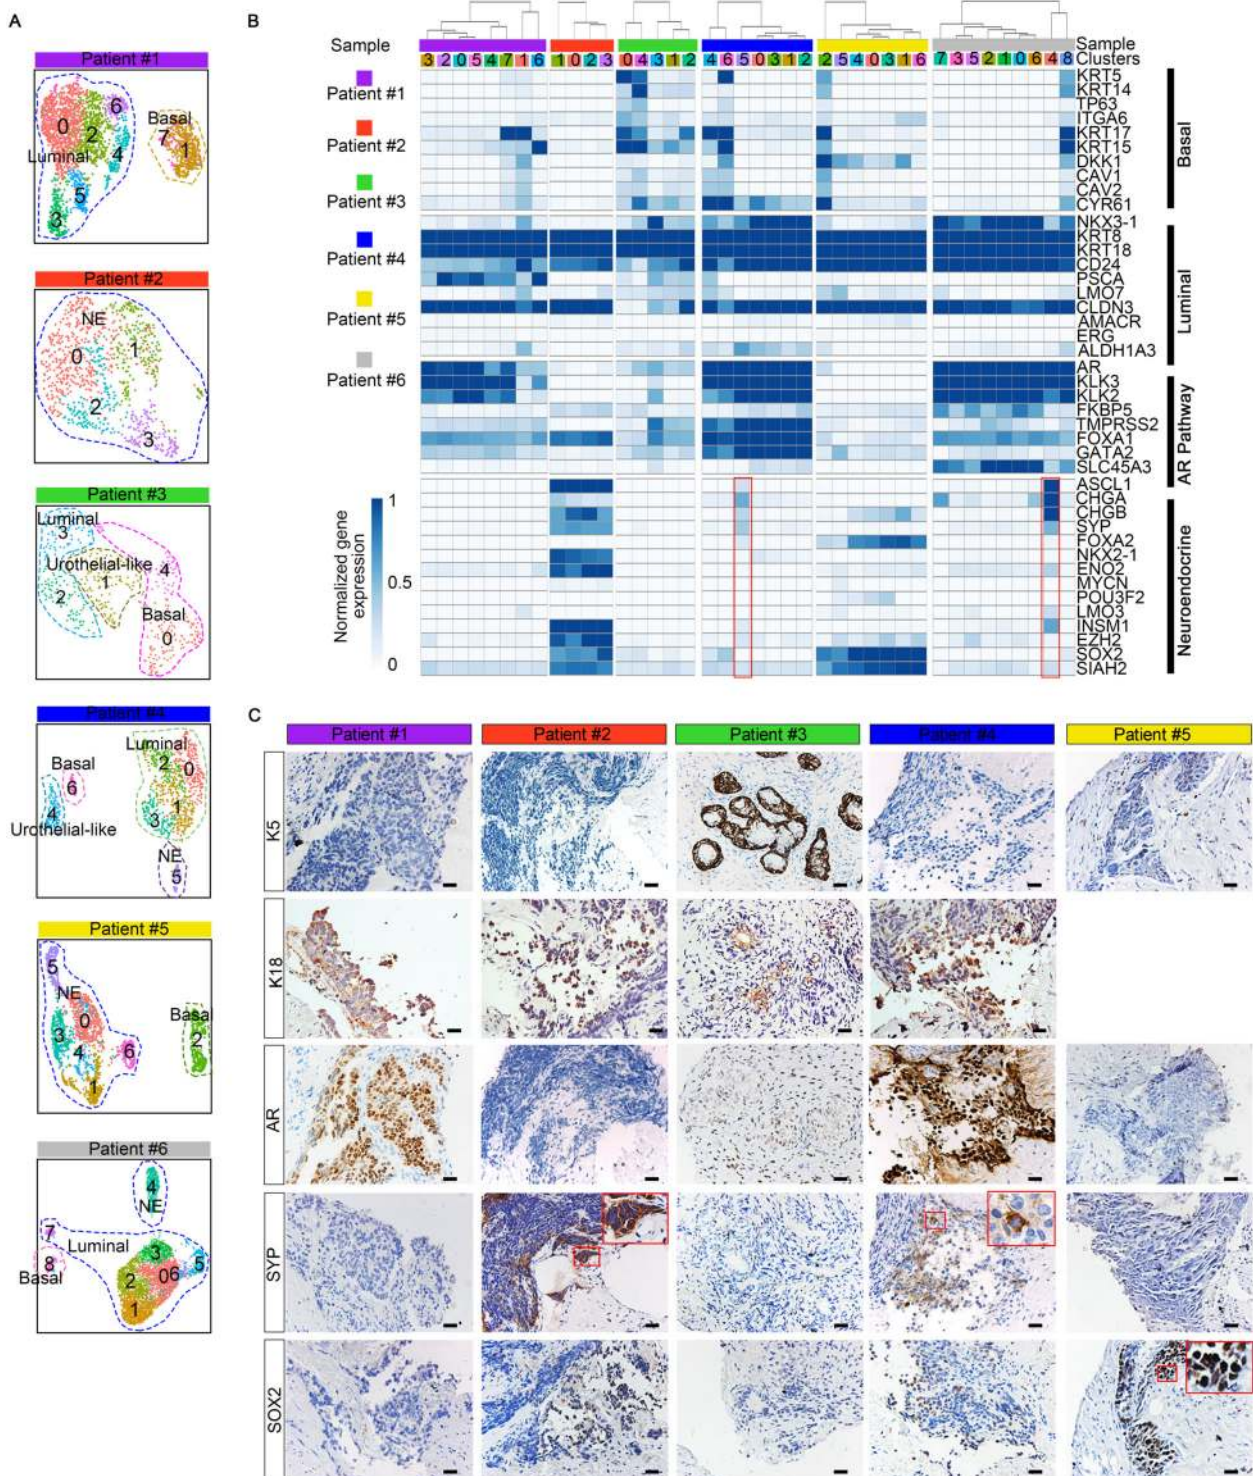 A
Patient #1
0
2
6
4
Luminal
5
3
Basal
7
1
Patient #2
NE
0
1
2
3
Patient #3
Luminal
3
Urothelial-like
1
4
2
Basal
0
Patient #4
Luminal
2
0
Basal
6
4
1
3
Urothelial-like
NE
5
Patient #5
5
NE
0
3
4
6
1
Basal
2
Patient #6
4
NE
7
Luminal
8
3
5
Basal
2
06
1
B
Sample
Sample
3 2 0 5 4 7 1 6
1 0 2 3
0 4 3 1 2
4 6 5 0 3 1 2
2 5 4 0 3 1 6
7 3 5 2 1 0 6 4 8
Clusters
Patient #1
Patient #2
Patient #3
Patient #4
Patient #5
Patient #6
KRT5
KRT14
TP63
ITGA6
KRT17
KRT15
DKK1
CAV1
CAV2
CYR61
Basal
NKX3-1
KRT8
KRT18
CD24
PSCA
LMO7
CLDN3
AMACR
ERG
ALDH1A3
Luminal
AR
KLK3
KLK2
FKBP5
TMPRSS2
FOXA1
GATA2
SLC45A3
AR Pathway
ASCL1
CHGA
CHGB
SYP
FOXA2
NKX2-1
ENO2
MYCN
POU3F2
LMO3
INSM1
EZH2
SOX2
SIAH2
Neuroendocrine
Normalized gene
expression
1
0.5
0
C
Patient #1
Patient #2
Patient #3
Patient #4
Patient #5
K5
K18
AR
SYP
SOX2